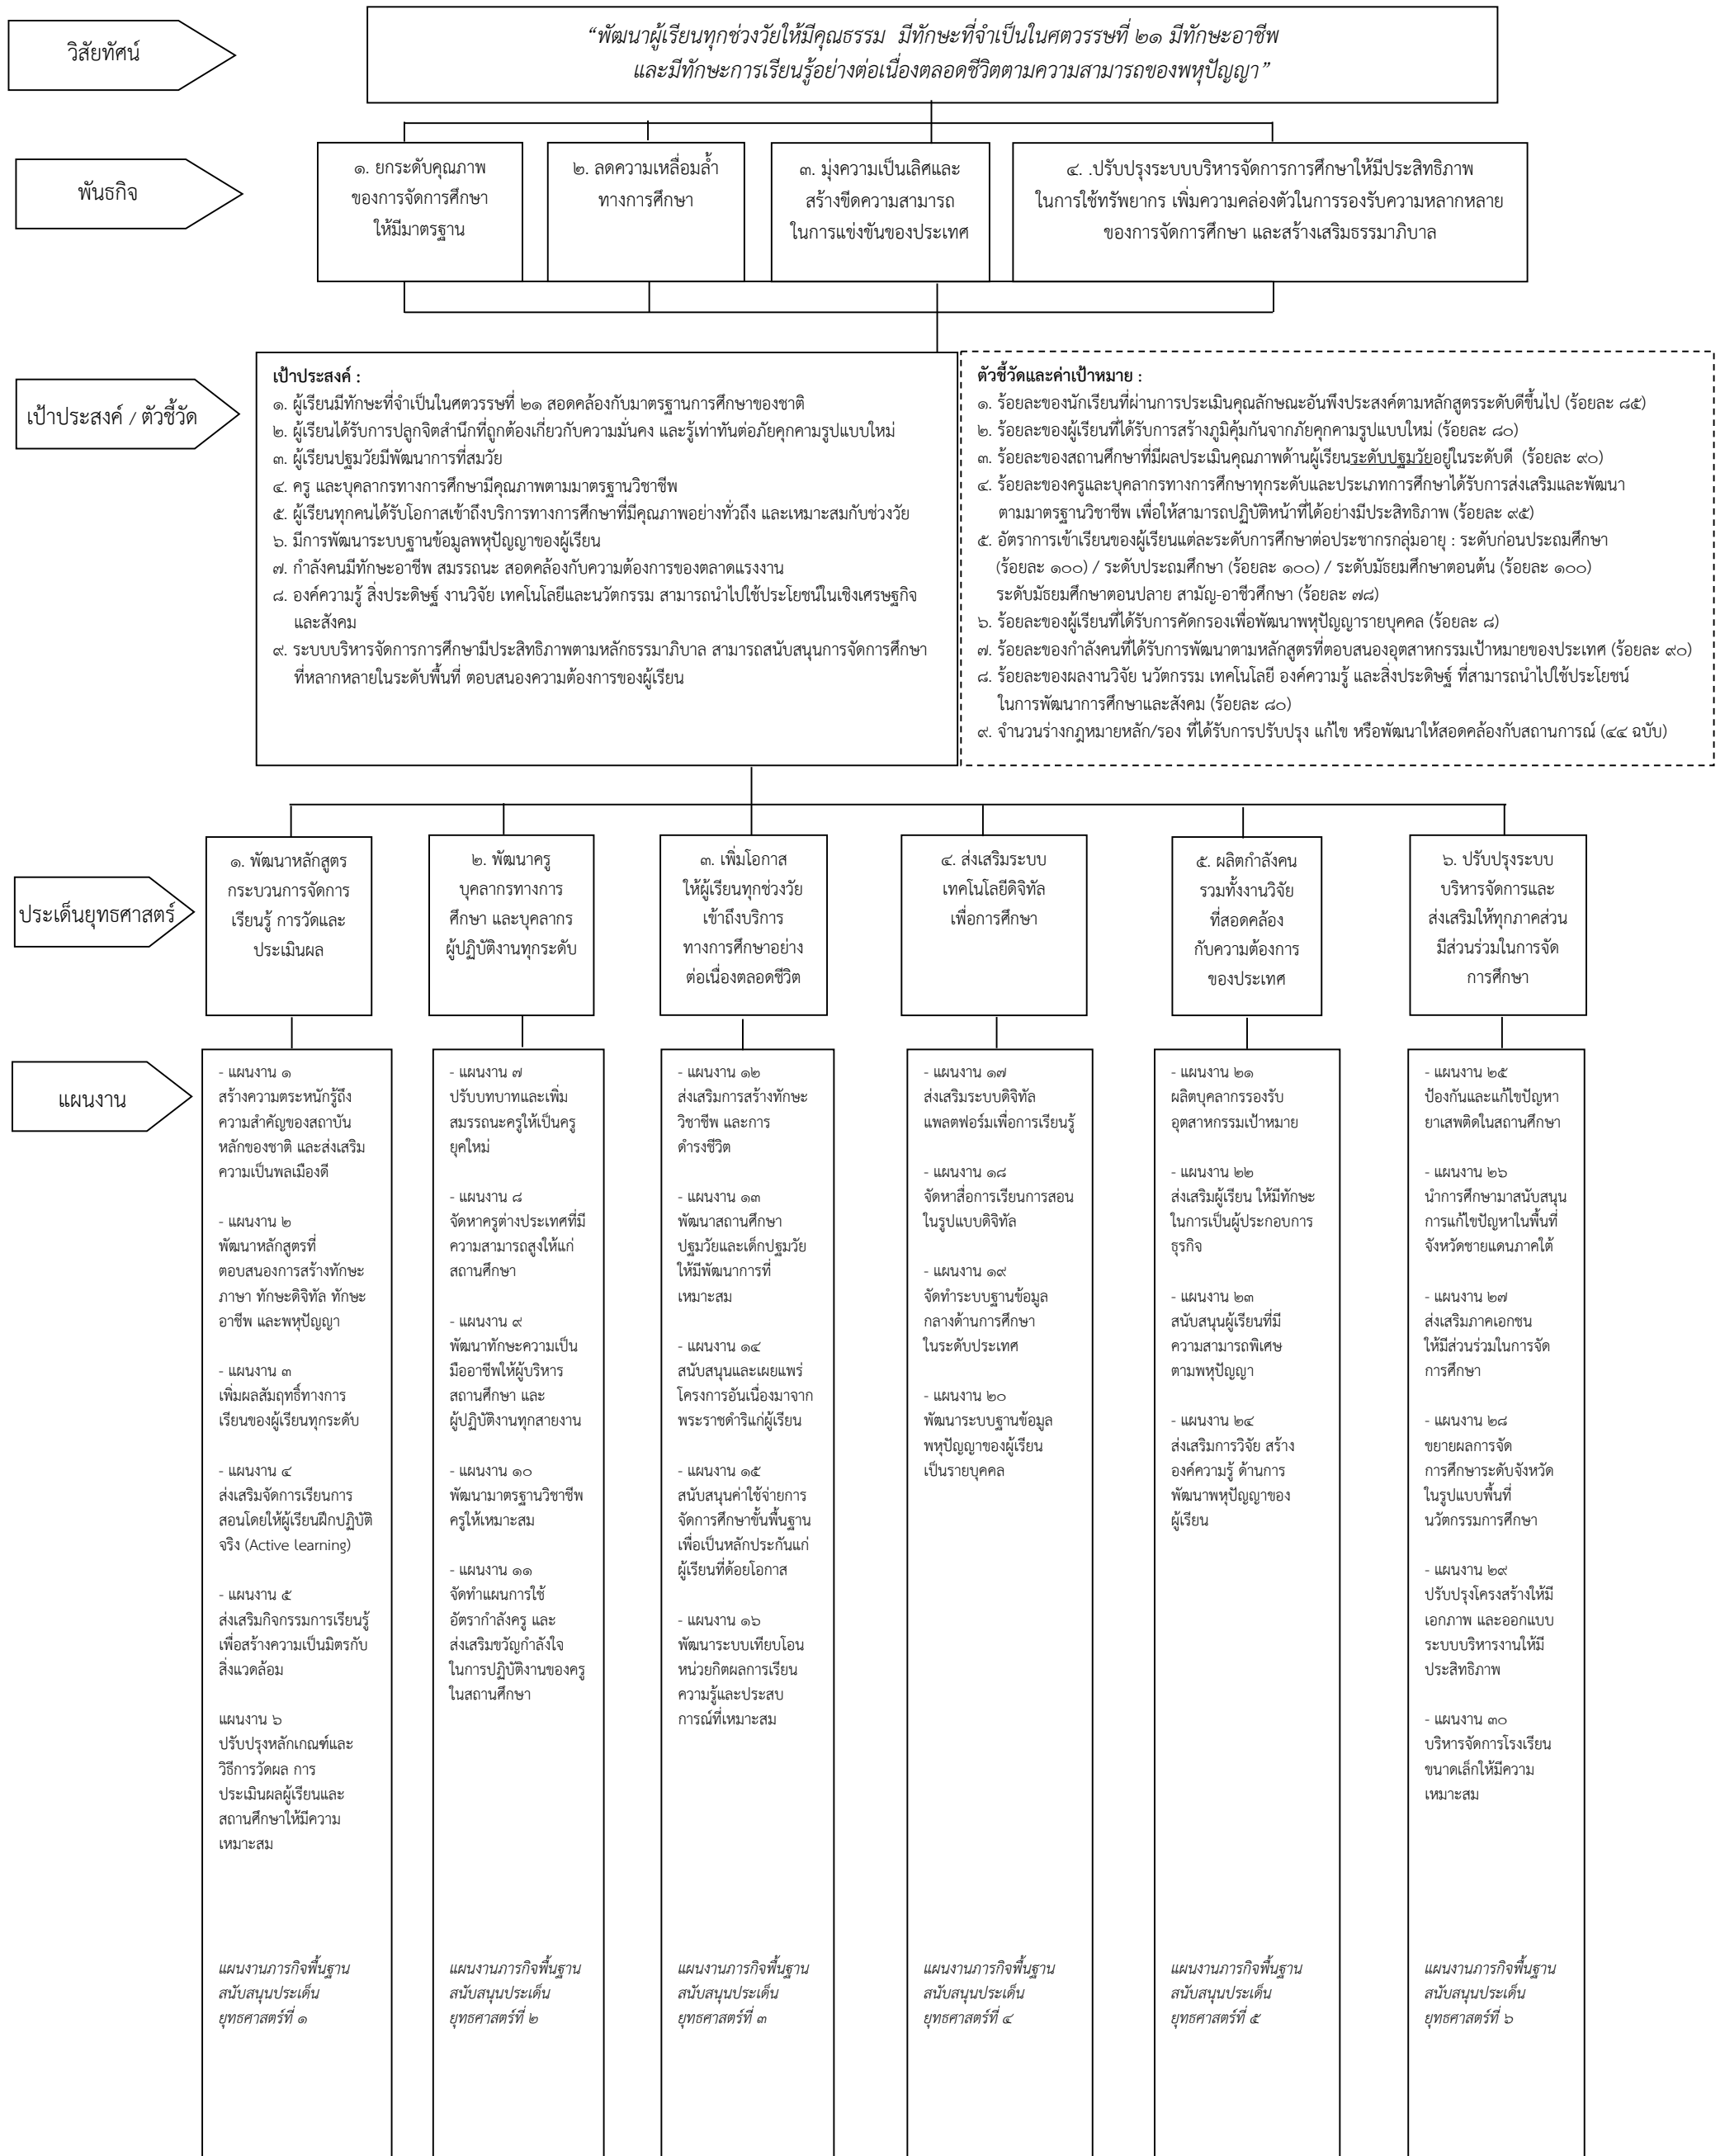 วิสัยทัศน์
“พัฒนาผู้เรียนทุกช่วงวัยให้มีคุณธรรม มีทักษะที่จำเป็นในศตวรรษที่ ๒๑ มีทักษะอาชีพ
และมีทักษะการเรียนรู้อย่างต่อเนื่องตลอดชีวิตตามความสามารถของพหุปัญญา”
พันธกิจ
๑. ยกระดับคุณภาพ
ของการจัดการศึกษา
ให้มีมาตรฐาน
๒. ลดความเหลื่อมล้ำ
ทางการศึกษา
๓. มุ่งความเป็นเลิศและ
สร้างขีดความสามารถ
ในการแข่งขันของประเทศ
๔. .ปรับปรุงระบบบริหารจัดการการศึกษาให้มีประสิทธิภาพ
ในการใช้ทรัพยากร เพิ่มความคล่องตัวในการรองรับความหลากหลาย
ของการจัดการศึกษา และสร้างเสริมธรรมาภิบาล
เป้าประสงค์ / ตัวชี้วัด
เป้าประสงค์ :
๑. ผู้เรียนมีทักษะที่จำเป็นในศตวรรษที่ ๒๑ สอดคล้องกับมาตรฐานการศึกษาของชาติ
๒. ผู้เรียนได้รับการปลูกจิตสำนึกที่ถูกต้องเกี่ยวกับความมั่นคง และรู้เท่าทันต่อภัยคุกคามรูปแบบใหม่
๓. ผู้เรียนปฐมวัยมีพัฒนาการที่สมวัย
๔. ครู และบุคลากรทางการศึกษามีคุณภาพตามมาตรฐานวิชาชีพ
๕. ผู้เรียนทุกคนได้รับโอกาสเข้าถึงบริการทางการศึกษาที่มีคุณภาพอย่างทั่วถึง และเหมาะสมกับช่วงวัย
๖. มีการพัฒนาระบบฐานข้อมูลพหุปัญญาของผู้เรียน
๗. กำลังคนมีทักษะอาชีพ สมรรถนะ สอดคล้องกับความต้องการของตลาดแรงงาน
๘. องค์ความรู้ สิ่งประดิษฐ์ งานวิจัย เทคโนโลยีและนวัตกรรม สามารถนำไปใช้ประโยชน์ในเชิงเศรษฐกิจ
และสังคม
๙. ระบบบริหารจัดการการศึกษามีประสิทธิภาพตามหลักธรรมาภิบาล สามารถสนับสนุนการจัดการศึกษา
ที่หลากหลายในระดับพื้นที่ ตอบสนองความต้องการของผู้เรียน
ตัวชี้วัดและค่าเป้าหมาย :
๑. ร้อยละของนักเรียนที่ผ่านการประเมินคุณลักษณะอันพึงประสงค์ตามหลักสูตรระดับดีขึ้นไป (ร้อยละ ๘๕)
๒. ร้อยละของผู้เรียนที่ได้รับการสร้างภูมิคุ้มกันจากภัยคุกคามรูปแบบใหม่ (ร้อยละ ๘๐)
๓. ร้อยละของสถานศึกษาที่มีผลประเมินคุณภาพด้านผู้เรียนระดับปฐมวัยอยู่ในระดับดี (ร้อยละ ๙๐)
๔. ร้อยละของครูและบุคลากรทางการศึกษาทุกระดับและประเภทการศึกษาได้รับการส่งเสริมและพัฒนา
ตามมาตรฐานวิชาชีพ เพื่อให้สามารถปฏิบัติหน้าที่ได้อย่างมีประสิทธิภาพ (ร้อยละ ๙๕)
๕. อัตราการเข้าเรียนของผู้เรียนแต่ละระดับการศึกษาต่อประชากรกลุ่มอายุ : ระดับก่อนประถมศึกษา
(ร้อยละ ๑๐๐) / ระดับประถมศึกษา (ร้อยละ ๑๐๐) / ระดับมัธยมศึกษาตอนต้น (ร้อยละ ๑๐๐)
ระดับมัธยมศึกษาตอนปลาย สามัญ-อาชีวศึกษา (ร้อยละ ๗๘)
๖. ร้อยละของผู้เรียนที่ได้รับการคัดกรองเพื่อพัฒนาพหุปัญญารายบุคคล (ร้อยละ ๘)
๗. ร้อยละของกำลังคนที่ได้รับการพัฒนาตามหลักสูตรที่ตอบสนองอุตสาหกรรมเป้าหมายของประเทศ (ร้อยละ ๙๐)
๘. ร้อยละของผลงานวิจัย นวัตกรรม เทคโนโลยี องค์ความรู้ และสิ่งประดิษฐ์ ที่สามารถนำไปใช้ประโยชน์
ในการพัฒนาการศึกษาและสังคม (ร้อยละ ๘๐)
๙. จำนวนร่างกฎหมายหลัก/รอง ที่ได้รับการปรับปรุง แก้ไข หรือพัฒนาให้สอดคล้องกับสถานการณ์ (๔๔ ฉบับ)
ประเด็นยุทธศาสตร์
๑. พัฒนาหลักสูตร
กระบวนการจัดการ
เรียนรู้ การวัดและ
ประเมินผล
๒. พัฒนาครู
บุคลากรทางการ
ศึกษา และบุคลากร
ผู้ปฏิบัติงานทุกระดับ
๓. เพิ่มโอกาส
ให้ผู้เรียนทุกช่วงวัย
เข้าถึงบริการ
ทางการศึกษาอย่าง
ต่อเนื่องตลอดชีวิต
๔. ส่งเสริมระบบ
เทคโนโลยีดิจิทัล
เพื่อการศึกษา
๕. ผลิตกำลังคน
รวมทั้งงานวิจัย
ที่สอดคล้อง
กับความต้องการ
ของประเทศ
๖. ปรับปรุงระบบ
บริหารจัดการและ
ส่งเสริมให้ทุกภาคส่วน
มีส่วนร่วมในการจัด
การศึกษา
แผนงาน
- แผนงาน ๑
สร้างความตระหนักรู้ถึง
ความสำคัญของสถาบัน
หลักของชาติ และส่งเสริม
ความเป็นพลเมืองดี
- แผนงาน ๒
พัฒนาหลักสูตรที่
ตอบสนองการสร้างทักษะ
ภาษา ทักษะดิจิทัล ทักษะ
อาชีพ และพหุปัญญา
- แผนงาน ๓
เพิ่มผลสัมฤทธิ์ทางการ
เรียนของผู้เรียนทุกระดับ
- แผนงาน ๔
ส่งเสริมจัดการเรียนการ
สอนโดยให้ผู้เรียนฝึกปฏิบัติ
จริง (Active learning)
- แผนงาน ๕
ส่งเสริมกิจกรรมการเรียนรู้
เพื่อสร้างความเป็นมิตรกับ
สิ่งแวดล้อม
แผนงาน ๖
ปรับปรุงหลักเกณฑ์และ
วิธีการวัดผล การ
ประเมินผลผู้เรียนและ
สถานศึกษาให้มีความ
เหมาะสม
แผนงานภารกิจพื้นฐาน
สนับสนุนประเด็น
ยุทธศาสตร์ที่ ๑
- แผนงาน ๗
ปรับบทบาทและเพิ่ม
สมรรถนะครูให้เป็นครู
ยุคใหม่
- แผนงาน ๘
จัดหาครูต่างประเทศที่มี
ความสามารถสูงให้แก่
สถานศึกษา
- แผนงาน ๙
พัฒนาทักษะความเป็น
มืออาชีพให้ผู้บริหาร
สถานศึกษา และ
ผู้ปฏิบัติงานทุกสายงาน
- แผนงาน ๑๐
พัฒนามาตรฐานวิชาชีพ
ครูให้เหมาะสม
- แผนงาน ๑๑
จัดทำแผนการใช้
อัตรากำลังครู และ
ส่งเสริมขวัญกำลังใจ
ในการปฏิบัติงานของครู
ในสถานศึกษา
แผนงานภารกิจพื้นฐาน
สนับสนุนประเด็น
ยุทธศาสตร์ที่ ๒
- แผนงาน ๑๒
ส่งเสริมการสร้างทักษะ
วิชาชีพ และการ
ดำรงชีวิต
- แผนงาน ๑๓
พัฒนาสถานศึกษา
ปฐมวัยและเด็กปฐมวัย
ให้มีพัฒนาการที่
เหมาะสม
- แผนงาน ๑๔
สนับสนุนและเผยแพร่
โครงการอันเนื่องมาจาก
พระราชดำริแก่ผู้เรียน
- แผนงาน ๑๕
สนับสนุนค่าใช้จ่ายการ
จัดการศึกษาขั้นพื้นฐาน
เพื่อเป็นหลักประกันแก่
ผู้เรียนที่ด้อยโอกาส
- แผนงาน ๑๖
พัฒนาระบบเทียบโอน
หน่วยกิตผลการเรียน
ความรู้และประสบ
การณ์ที่เหมาะสม
แผนงานภารกิจพื้นฐาน
สนับสนุนประเด็น
ยุทธศาสตร์ที่ ๓
- แผนงาน ๑๗
ส่งเสริมระบบดิจิทัล
แพลตฟอร์มเพื่อการเรียนรู้
- แผนงาน ๑๘
จัดหาสื่อการเรียนการสอน
ในรูปแบบดิจิทัล
- แผนงาน ๑๙
จัดทำระบบฐานข้อมูล
กลางด้านการศึกษา
ในระดับประเทศ
- แผนงาน ๒๐
พัฒนาระบบฐานข้อมูล
พหุปัญญาของผู้เรียน
เป็นรายบุคคล
แผนงานภารกิจพื้นฐาน
สนับสนุนประเด็น
ยุทธศาสตร์ที่ ๔
- แผนงาน ๒๑
ผลิตบุคลากรรองรับ
อุตสาหกรรมเป้าหมาย
- แผนงาน ๒๒
ส่งเสริมผู้เรียน ให้มีทักษะ
ในการเป็นผู้ประกอบการ
ธุรกิจ
- แผนงาน ๒๓
สนับสนุนผู้เรียนที่มี
ความสามารถพิเศษ
ตามพหุปัญญา
- แผนงาน ๒๔
ส่งเสริมการวิจัย สร้าง
องค์ความรู้ ด้านการ
พัฒนาพหุปัญญาของ
ผู้เรียน
แผนงานภารกิจพื้นฐาน
สนับสนุนประเด็น
ยุทธศาสตร์ที่ ๕
- แผนงาน ๒๕
ป้องกันและแก้ไขปัญหา
ยาเสพติดในสถานศึกษา
- แผนงาน ๒๖
นำการศึกษามาสนับสนุน
การแก้ไขปัญหาในพื้นที่
จังหวัดชายแดนภาคใต้
- แผนงาน ๒๗
ส่งเสริมภาคเอกชน
ให้มีส่วนร่วมในการจัด
การศึกษา
- แผนงาน ๒๘
ขยายผลการจัด
การศึกษาระดับจังหวัด
ในรูปแบบพื้นที่
นวัตกรรมการศึกษา
- แผนงาน ๒๙
ปรับปรุงโครงสร้างให้มี
เอกภาพ และออกแบบ
ระบบบริหารงานให้มี
ประสิทธิภาพ
- แผนงาน ๓๐
บริหารจัดการโรงเรียน
ขนาดเล็กให้มีความ
เหมาะสม
แผนงานภารกิจพื้นฐาน
สนับสนุนประเด็น
ยุทธศาสตร์ที่ ๖